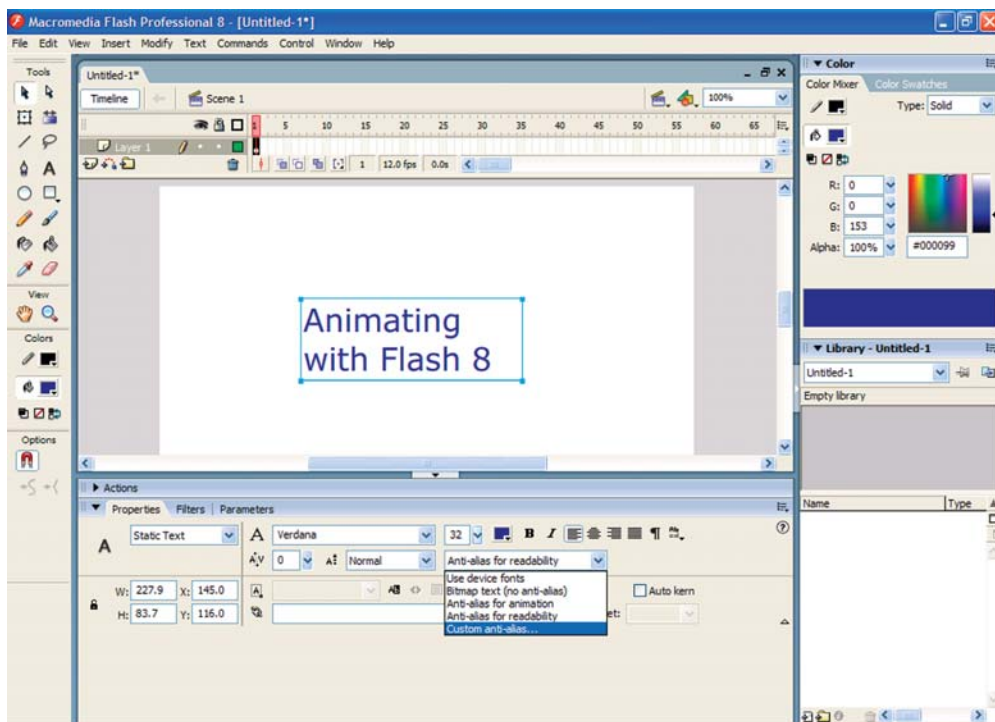 Macromedia Flash Professional 8 - [Untitled-1*]
File Edit View Insert Modify Text Commands Control Window Help
Tools
View
Colors
Options
Untitled-1*
Timeline Scene 1 100%
1 5 10 15 20 25 30 35 40 45 50 55 60 65
Layer 1
1 12.0 fps 0.0s
Animating
with Flash 8
Actions
Properties Filters Parameters
A Static Text A Verdana 32 B I
A/V 0 Normal Anti-alias for readability
W: 227.9 X: 145.0
H: 83.7 Y: 116.0
Use device fonts
Bitmap text (no anti-alias)
Anti-alias for animation
Anti-alias for readability
Custom anti-alias...
Auto kern
et:
Color
Color Mixer Color Swatches
Type: Solid
R: 0
G: 0
B: 153
Alpha: 100% #000099
Library - Untitled-1
Untitled-1
Empty library
Name Type